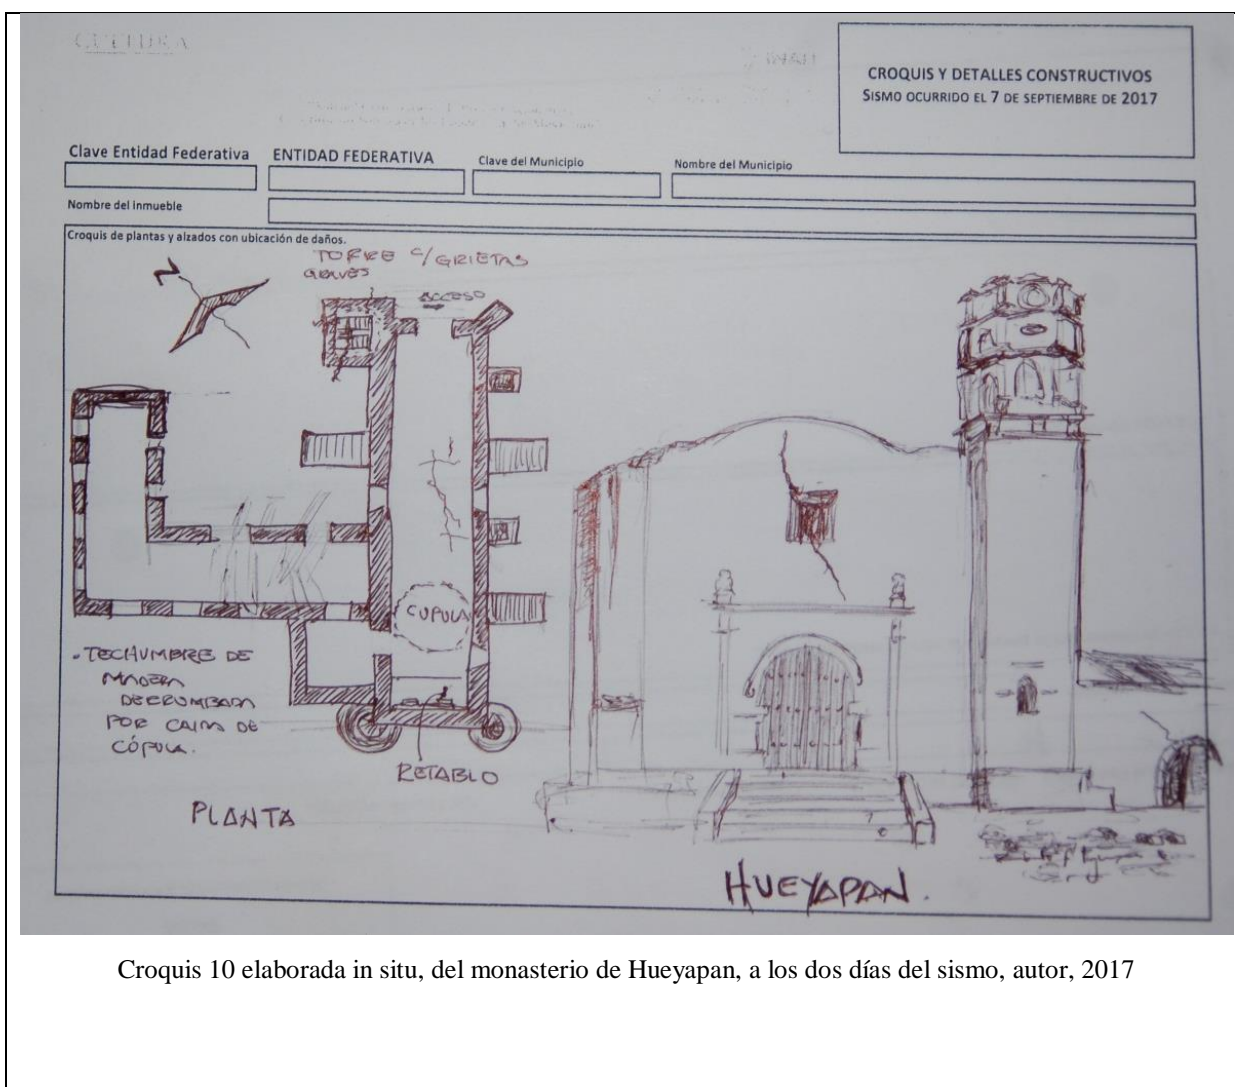 CROQUIS Y DETALLES CONSTRUCTIVOS
SISMO OCURRIDO EL 7 DE SEPTIEMBRE DE 2017
Clave Entidad Federativa
ENTIDAD FEDERATIVA
Clave del Municipio
Nombre del Municipio
Nombre del inmueble
Croquis de plantas y alzados con ubicación de daños.
N
TORRE C/GRIETAS
GRAVES
ACCESO
CUPULA
- TECHUMBRE DE
MADERA
DERRUMBADA
POR CAIDA DE
CÓPULA.
RETABLO
PLANTA
HUEYAPAN.
Croquis 10 elaborada in situ, del monasterio de Hueyapan, a los dos días del sismo, autor, 2017